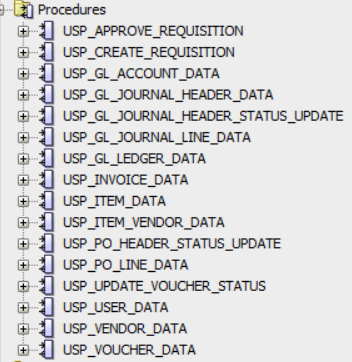 Procedures
USP_APPROVE_REQUISITION
USP_CREATE_REQUISITION
USP_GL_ACCOUNT_DATA
USP_GL_JOURNAL_HEADER_DATA
USP_GL_JOURNAL_HEADER_STATUS_UPDATE
USP_GL_JOURNAL_LINE_DATA
USP_GL_LEDGER_DATA
USP_INVOICE_DATA
USP_ITEM_DATA
USP_ITEM_VENDOR_DATA
USP_PO_HEADER_STATUS_UPDATE
USP_PO_LINE_DATA
USP_UPDATE_VOUCHER_STATUS
USP_USER_DATA
USP_VENDOR_DATA
USP_VOUCHER_DATA